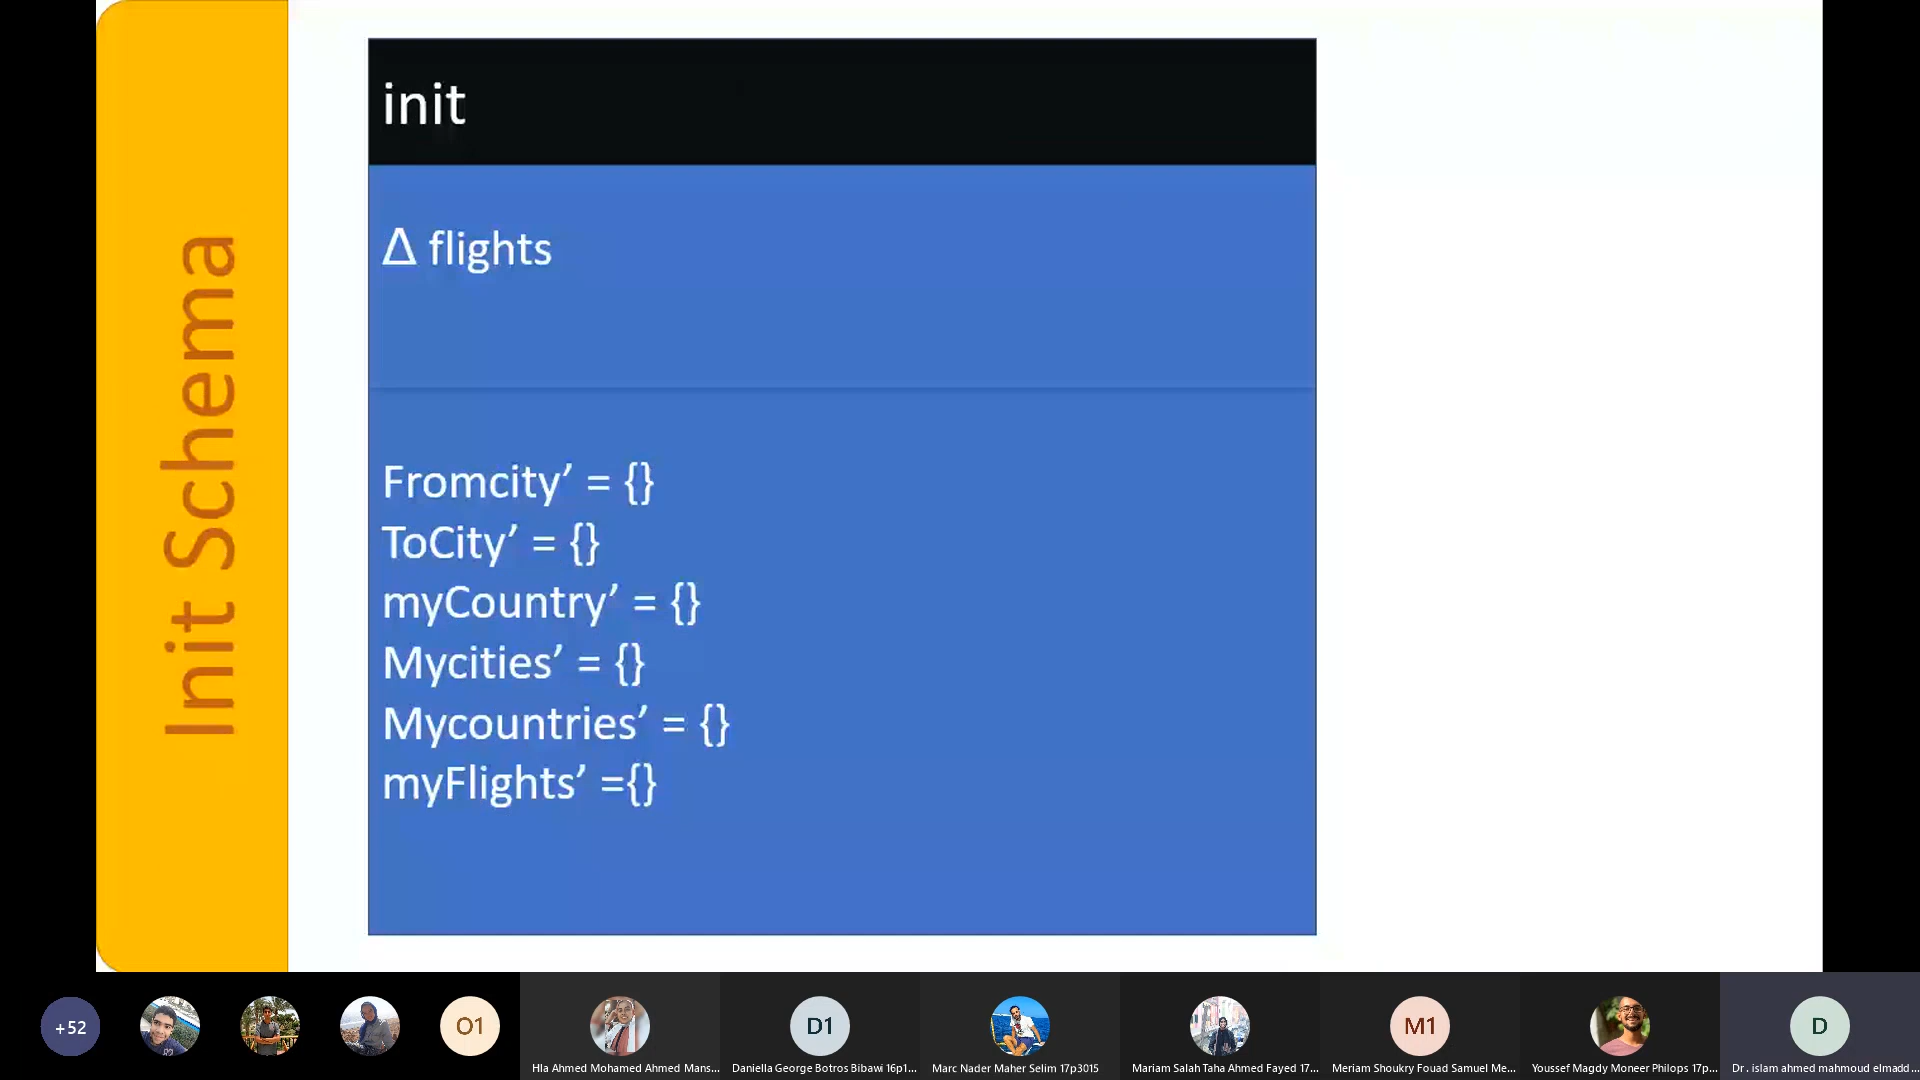 Init Schema
init
Δ flights
Fromcity’ = {}
ToCity’ = {}
myCountry’ = {}
Mycities’ = {}
Mycountries’ = {}
myFlights’ ={}
+52
O1
D1
M1
D
Hla Ahmed Mohamed Ahmed Mans...
Daniella George Botros Bibawi 16p1...
Marc Nader Maher Selim 17p3015
Mariam Salah Taha Ahmed Fayed 17...
Meriam Shoukry Fouad Samuel Me...
Youssef Magdy Moneer Philops 17p...
Dr. islam ahmed mahmoud elmadd...